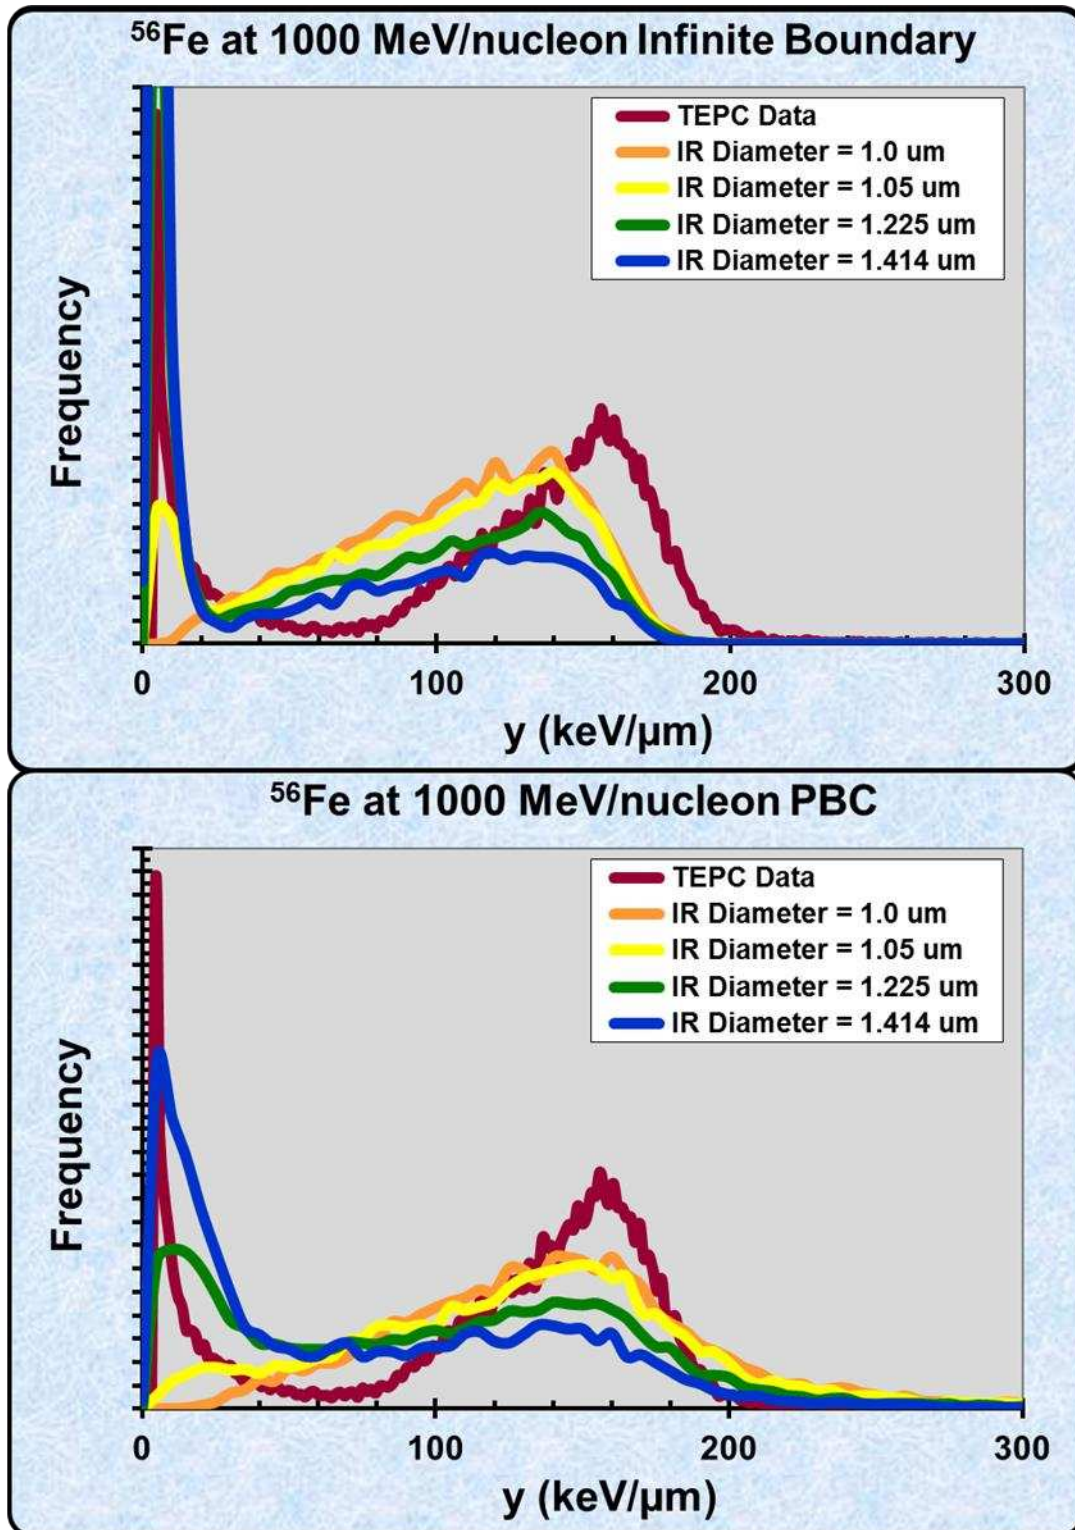 ⁵⁶Fe at 1000 MeV/nucleon Infinite Boundary
TEPC Data
IR Diameter = 1.0 um
IR Diameter = 1.05 um
IR Diameter = 1.225 um
IR Diameter = 1.414 um
Frequency
0 100 200 300
y (keV/µm)
⁵⁶Fe at 1000 MeV/nucleon PBC
TEPC Data
IR Diameter = 1.0 um
IR Diameter = 1.05 um
IR Diameter = 1.225 um
IR Diameter = 1.414 um
Frequency
0 100 200 300
y (keV/µm)